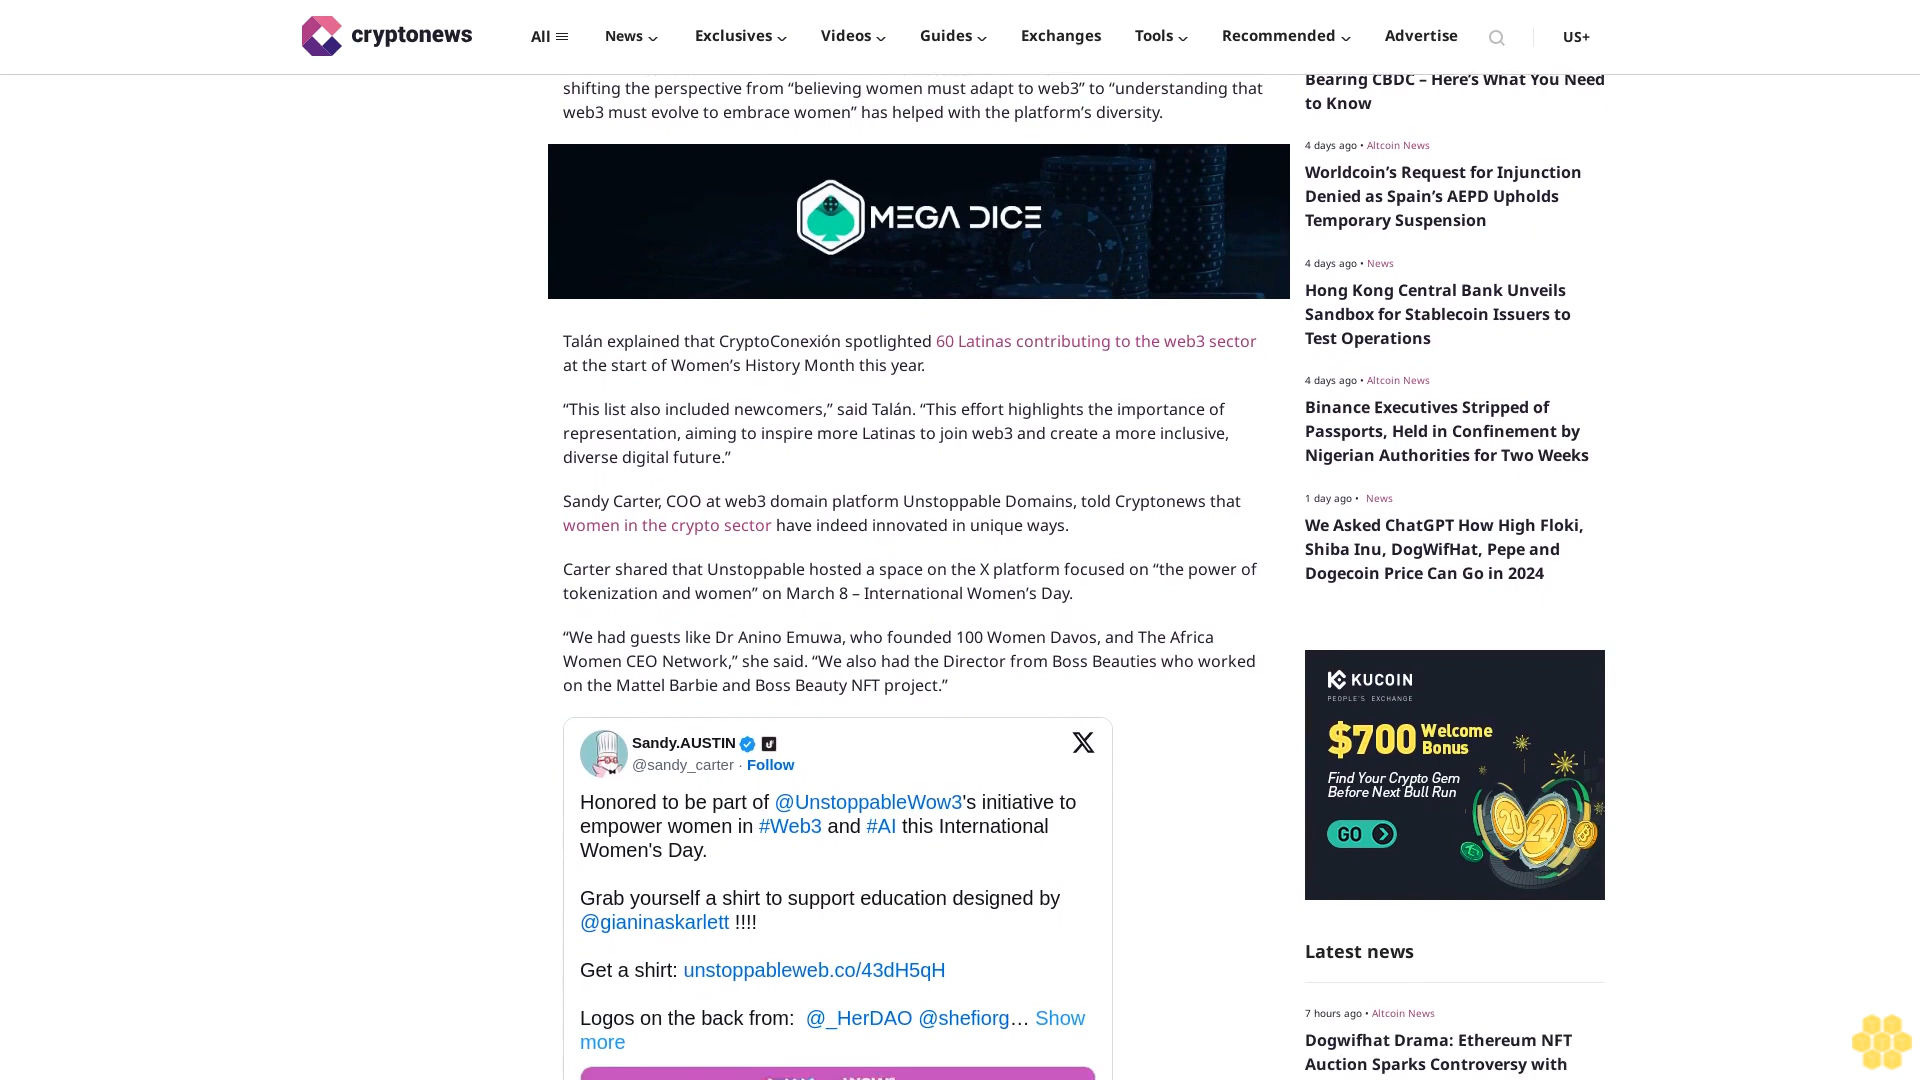 cryptonews
All
News
Exclusives
Videos
Guides
Exchanges
Tools
Recommended
Advertise
US+
shifting the perspective from “believing women must adapt to web3” to “understanding that
web3 must evolve to embrace women” has helped with the platform’s diversity.
MEGA DICE
Talán explained that CryptoConexión spotlighted 60 Latinas contributing to the web3 sector
at the start of Women’s History Month this year.
“This list also included newcomers,” said Talán. “This effort highlights the importance of
representation, aiming to inspire more Latinas to join web3 and create a more inclusive,
diverse digital future.”
Sandy Carter, COO at web3 domain platform Unstoppable Domains, told Cryptonews that
women in the crypto sector have indeed innovated in unique ways.
Carter shared that Unstoppable hosted a space on the X platform focused on “the power of
tokenization and women” on March 8 – International Women’s Day.
“We had guests like Dr Anino Emuwa, who founded 100 Women Davos, and The Africa
Women CEO Network,” she said. “We also had the Director from Boss Beauties who worked
on the Mattel Barbie and Boss Beauty NFT project.”
Sandy.AUSTIN
@sandy_carter · Follow
Honored to be part of @UnstoppableWow3's initiative to
empower women in #Web3 and #AI this International
Women's Day.
Grab yourself a shirt to support education designed by
@gianinaskarlett !!!!
Get a shirt: unstoppableweb.co/43dH5qH
Logos on the back from: @_HerDAO @shefiorg… Show
more
Bearing CBDC – Here’s What You Need
to Know
4 days ago • Altcoin News
Worldcoin’s Request for Injunction
Denied as Spain’s AEPD Upholds
Temporary Suspension
4 days ago • News
Hong Kong Central Bank Unveils
Sandbox for Stablecoin Issuers to
Test Operations
4 days ago • Altcoin News
Binance Executives Stripped of
Passports, Held in Confinement by
Nigerian Authorities for Two Weeks
1 day ago • News
We Asked ChatGPT How High Floki,
Shiba Inu, DogWifHat, Pepe and
Dogecoin Price Can Go in 2024
KUCOIN
PEOPLE'S EXCHANGE
$700 Welcome
Bonus
Find Your Crypto Gem
Before Next Bull Run
GO
20 24
Latest news
7 hours ago • Altcoin News
Dogwifhat Drama: Ethereum NFT
Auction Sparks Controversy with